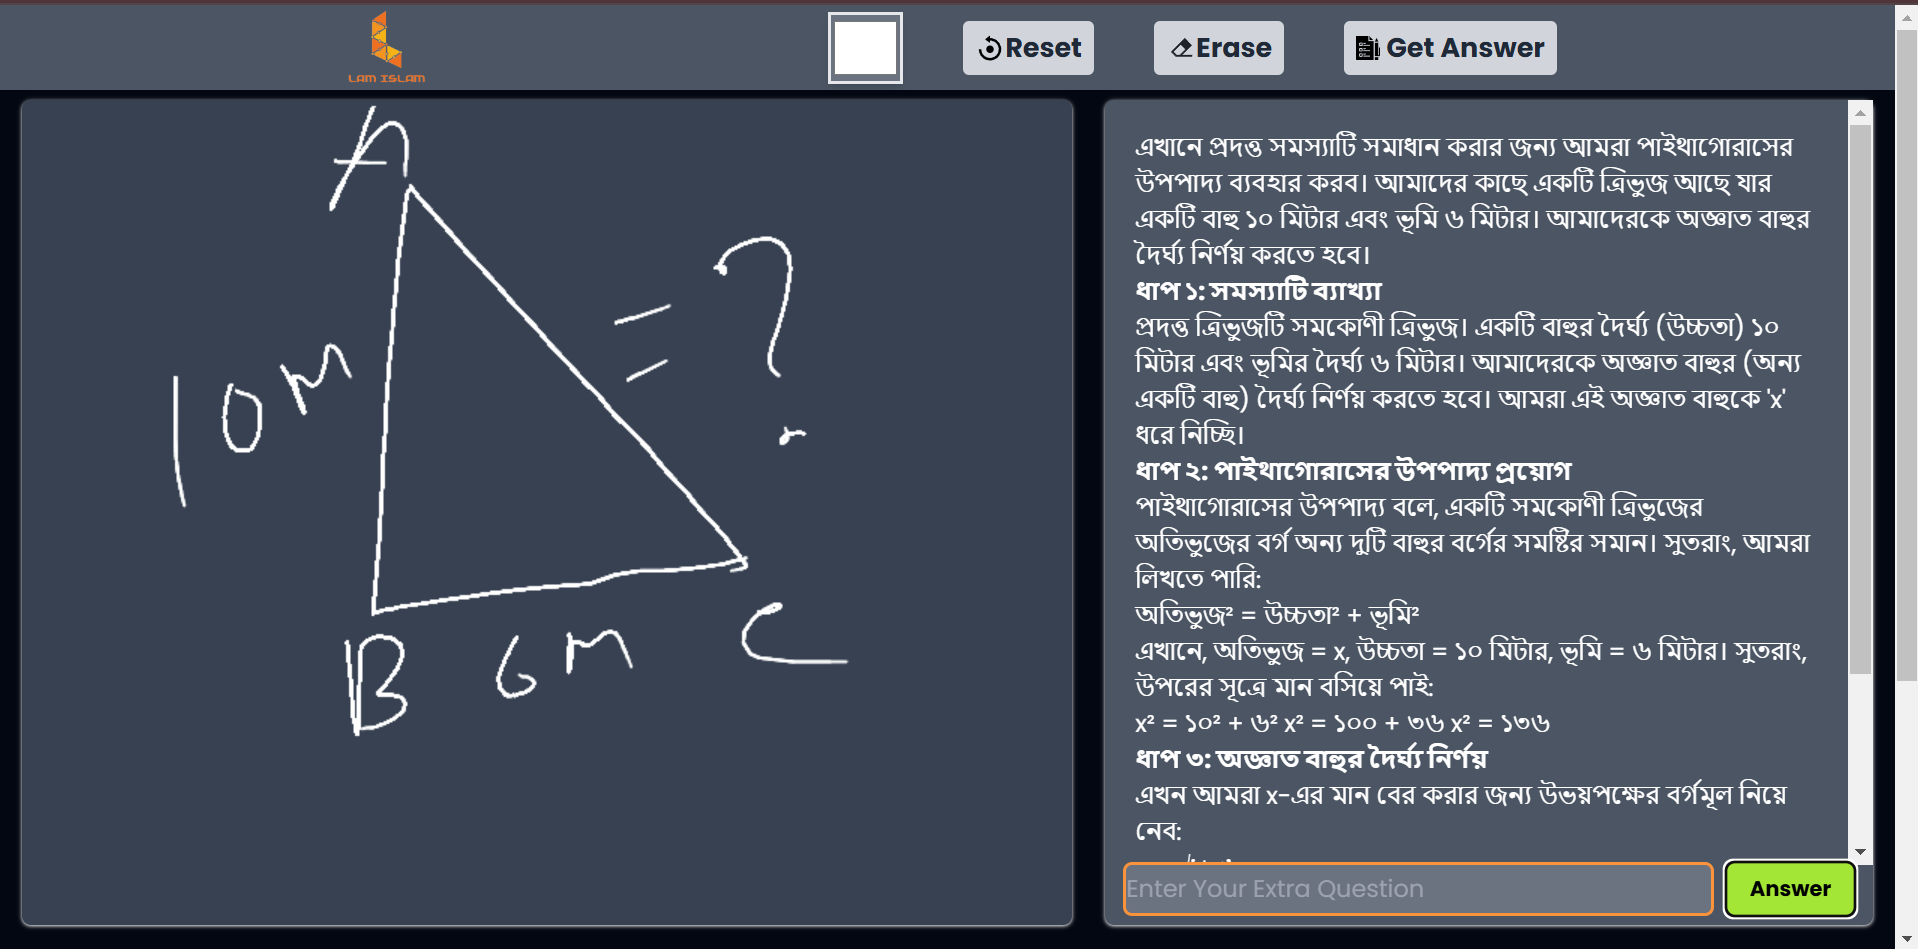 LAM ISLAM
Reset
Erase
Get Answer
A
10 m
= ?
B
6 m
C
এখানে প্রদত্ত সমস্যাটি সমাধান করার জন্য আমরা পাইথাগোরাসের
উপপাদ্য ব্যবহার করব। আমাদের কাছে একটি ত্রিভুজ আছে যার
একটি বাহু ১০ মিটার এবং ভূমি ৬ মিটার। আমাদেরকে অজ্ঞাত বাহুর
দৈর্ঘ্য নির্ণয় করতে হবে।
ধাপ ১: সমস্যাটি ব্যাখ্যা
প্রদত্ত ত্রিভুজটি সমকোণী ত্রিভুজ। একটি বাহুর দৈর্ঘ্য (উচ্চতা) ১০
মিটার এবং ভূমির দৈর্ঘ্য ৬ মিটার। আমাদেরকে অজ্ঞাত বাহুর (অন্য
একটি বাহু) দৈর্ঘ্য নির্ণয় করতে হবে। আমরা এই অজ্ঞাত বাহুকে 'x'
ধরে নিচ্ছি।
ধাপ ২: পাইথাগোরাসের উপপাদ্য প্রয়োগ
পাইথাগোরাসের উপপাদ্য বলে, একটি সমকোণী ত্রিভুজের
অতিভুজের বর্গ অন্য দুটি বাহুর বর্গের সমষ্টির সমান। সুতরাং, আমরা
লিখতে পারি:
অতিভুজ² = উচ্চতা² + ভূমি²
এখানে, অতিভুজ = x, উচ্চতা = ১০ মিটার, ভূমি = ৬ মিটার। সুতরাং,
উপরের সূত্রে মান বসিয়ে পাই:
x² = ১০² + ৬² x² = ১০০ + ৩৬ x² = ১৩৬
ধাপ ৩: অজ্ঞাত বাহুর দৈর্ঘ্য নির্ণয়
এখন আমরা x-এর মান বের করার জন্য উভয়পক্ষের বর্গমূল নিয়ে
নেব:
Enter Your Extra Question
Answer